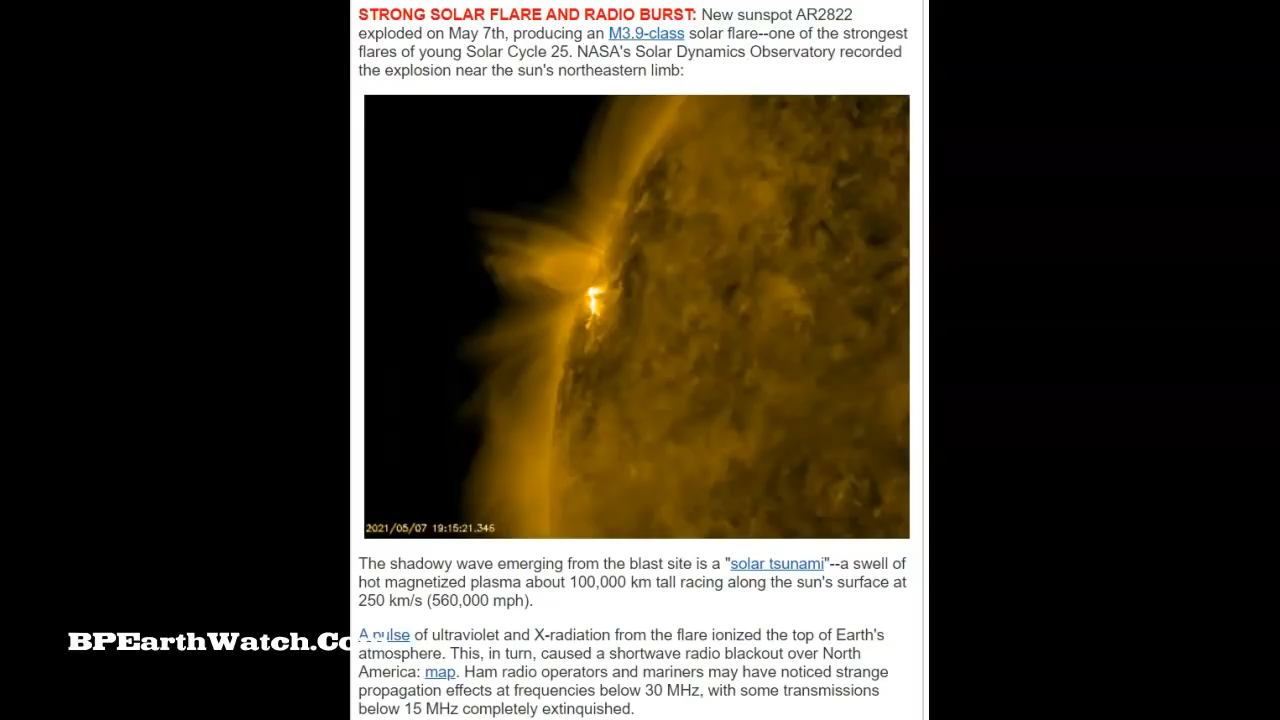 STRONG SOLAR FLARE AND RADIO BURST: New sunspot AR2822
exploded on May 7th, producing an M3.9-class solar flare--one of the strongest
flares of young Solar Cycle 25. NASA's Solar Dynamics Observatory recorded
the explosion near the sun's northeastern limb:
2021/05/07 19:15:21.346
The shadowy wave emerging from the blast site is a "solar tsunami"--a swell of
hot magnetized plasma about 100,000 km tall racing along the sun's surface at
250 km/s (560,000 mph).
A pulse of ultraviolet and X-radiation from the flare ionized the top of Earth's
BPEarthWatch.Co
atmosphere. This, in turn, caused a shortwave radio blackout over North
America: map. Ham radio operators and mariners may have noticed strange
propagation effects at frequencies below 30 MHz, with some transmissions
below 15 MHz completely extinguished.